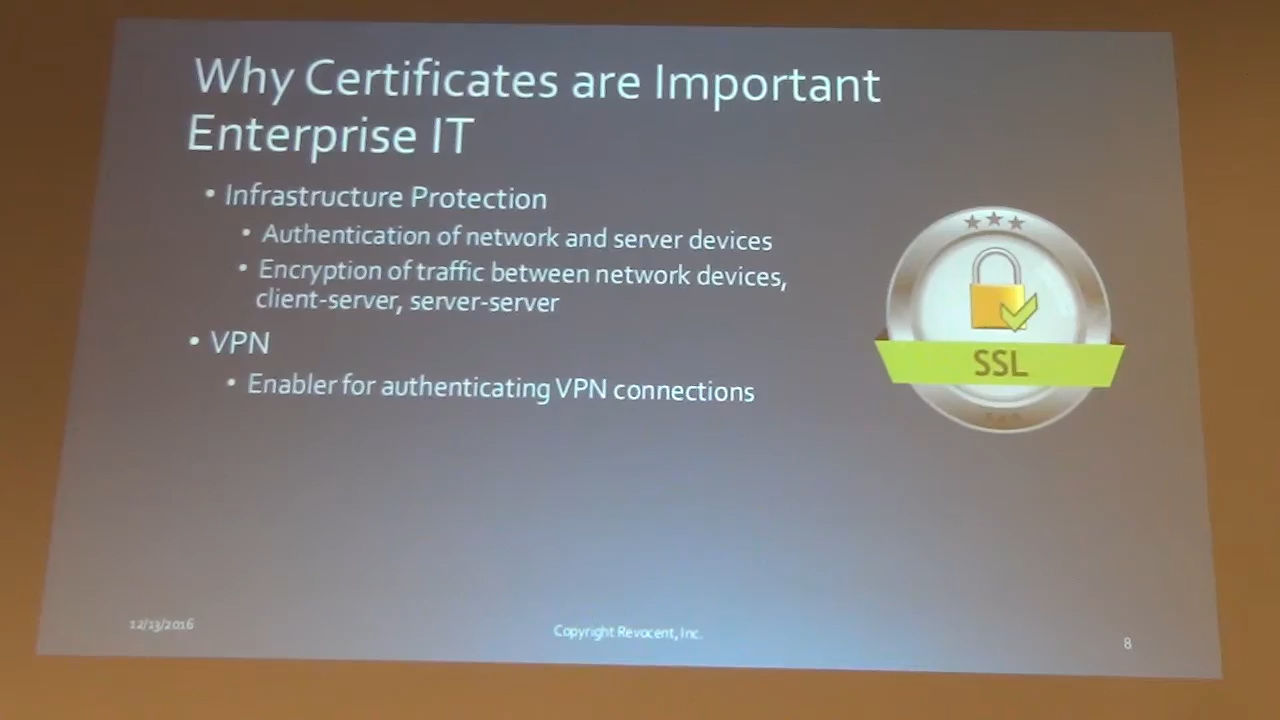 Why Certificates are Important
Enterprise IT
• Infrastructure Protection
• Authentication of network and server devices
• Encryption of traffic between network devices,
client-server, server-server
• VPN
• Enabler for authenticating VPN connections
SSL
12/13/2016
Copyright Revocent, Inc.
8